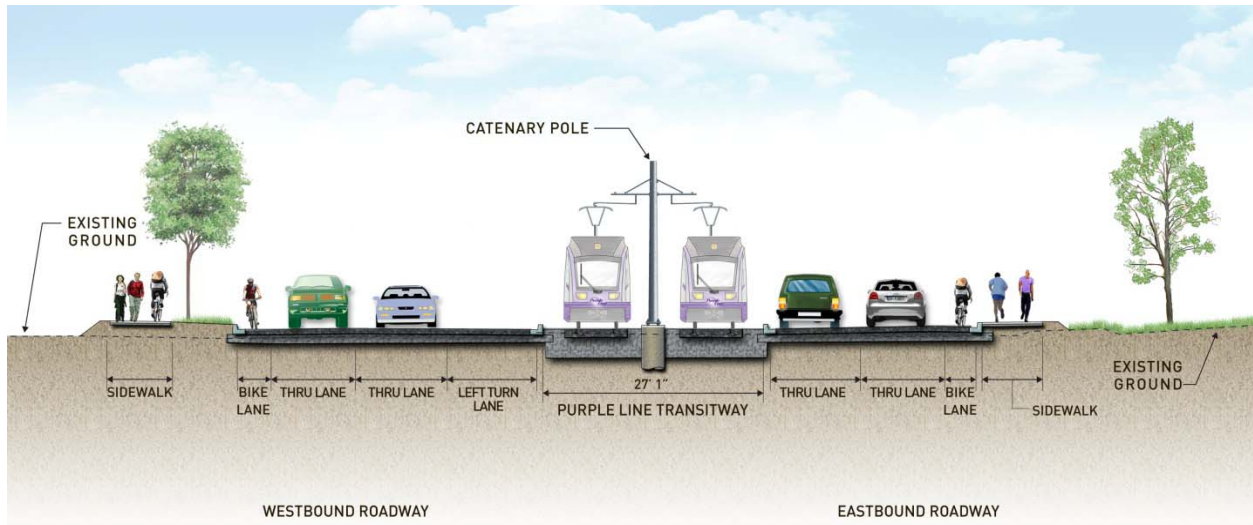 CATENARY POLE
EXISTING
GROUND
EXISTING
GROUND
SIDEWALK
BIKE
LANE
THRU LANE
THRU LANE
LEFT TURN
LANE
27' 1"
PURPLE LINE TRANSITWAY
THRU LANE
THRU LANE
BIKE
LANE
SIDEWALK
WESTBOUND ROADWAY
EASTBOUND ROADWAY